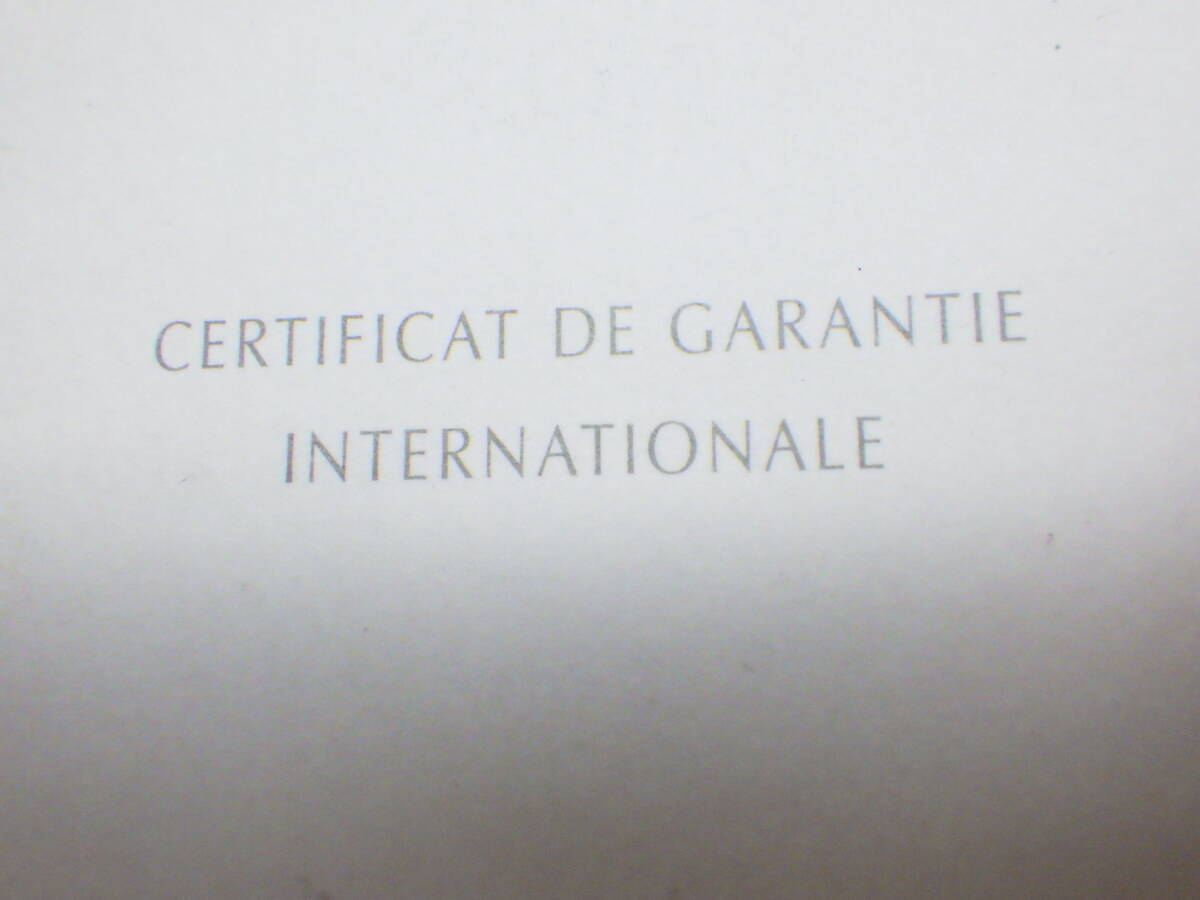 CERTIFICAT DE GARANTIE
INTERNATIONALE